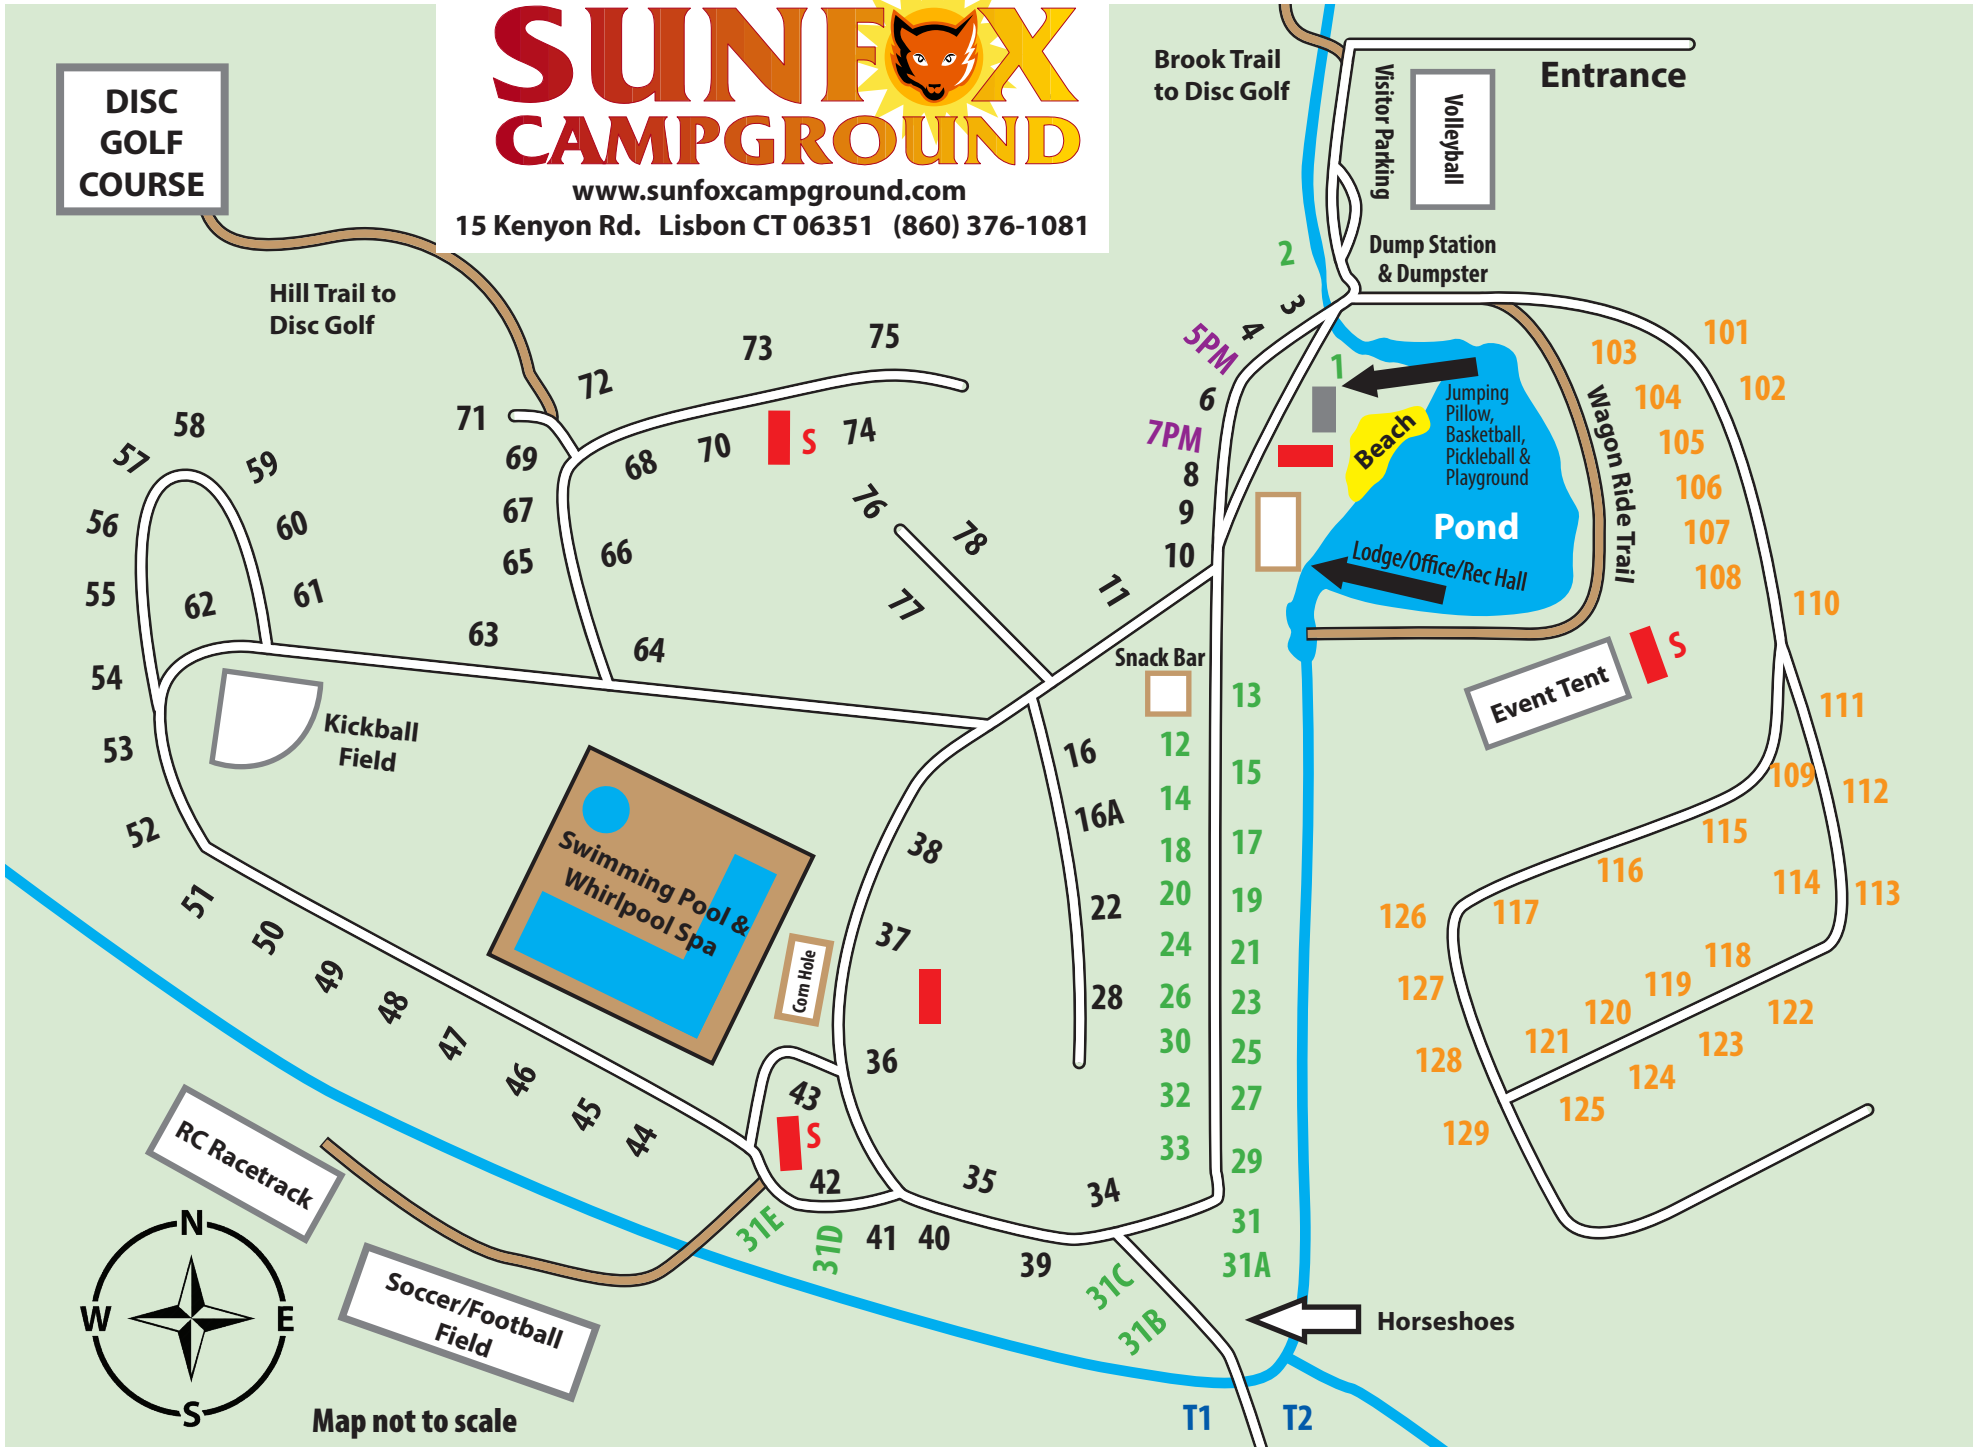 SUNFOX
CAMPGROUND
www.sunfoxcampground.com
15 Kenyon Rd. Lisbon CT 06351 (860) 376-1081
DISC
GOLF
COURSE
Hill Trail to
Disc Golf
Brook Trail
to Disc Golf
Entrance
Visitor Parking
Volleyball
Dump Station
& Dumpster
2
3
4
5PM
6
7PM
8
9
10
11
1
Jumping
Pillow,
Basketball,
Pickleball &
Playground
Beach
Pond
Lodge/Office/Rec Hall
Wagon Ride Trail
Event Tent
S
101
102
103
104
105
106
107
108
110
111
109
112
115
116
114
113
117
126
118
119
127
120
122
121
123
128
124
125
129
75
73
72
71
74
S
70
68
69
67
66
65
64
63
76
78
77
58
57
59
56
60
55
61
62
54
53
52
Kickball
Field
51
50
49
48
47
46
45
44
Swimming Pool &
Whirlpool Spa
Corn Hole
Snack Bar
13
12
15
14
18
17
20
19
24
21
26
23
30
25
32
27
33
29
31
31A
16
16A
22
28
38
37
36
43
S
42
35
34
31E
31D
41
40
39
31C
31B
RC Racetrack
Soccer/Football
Field
Horseshoes
T1
T2
N
W
E
S
Map not to scale